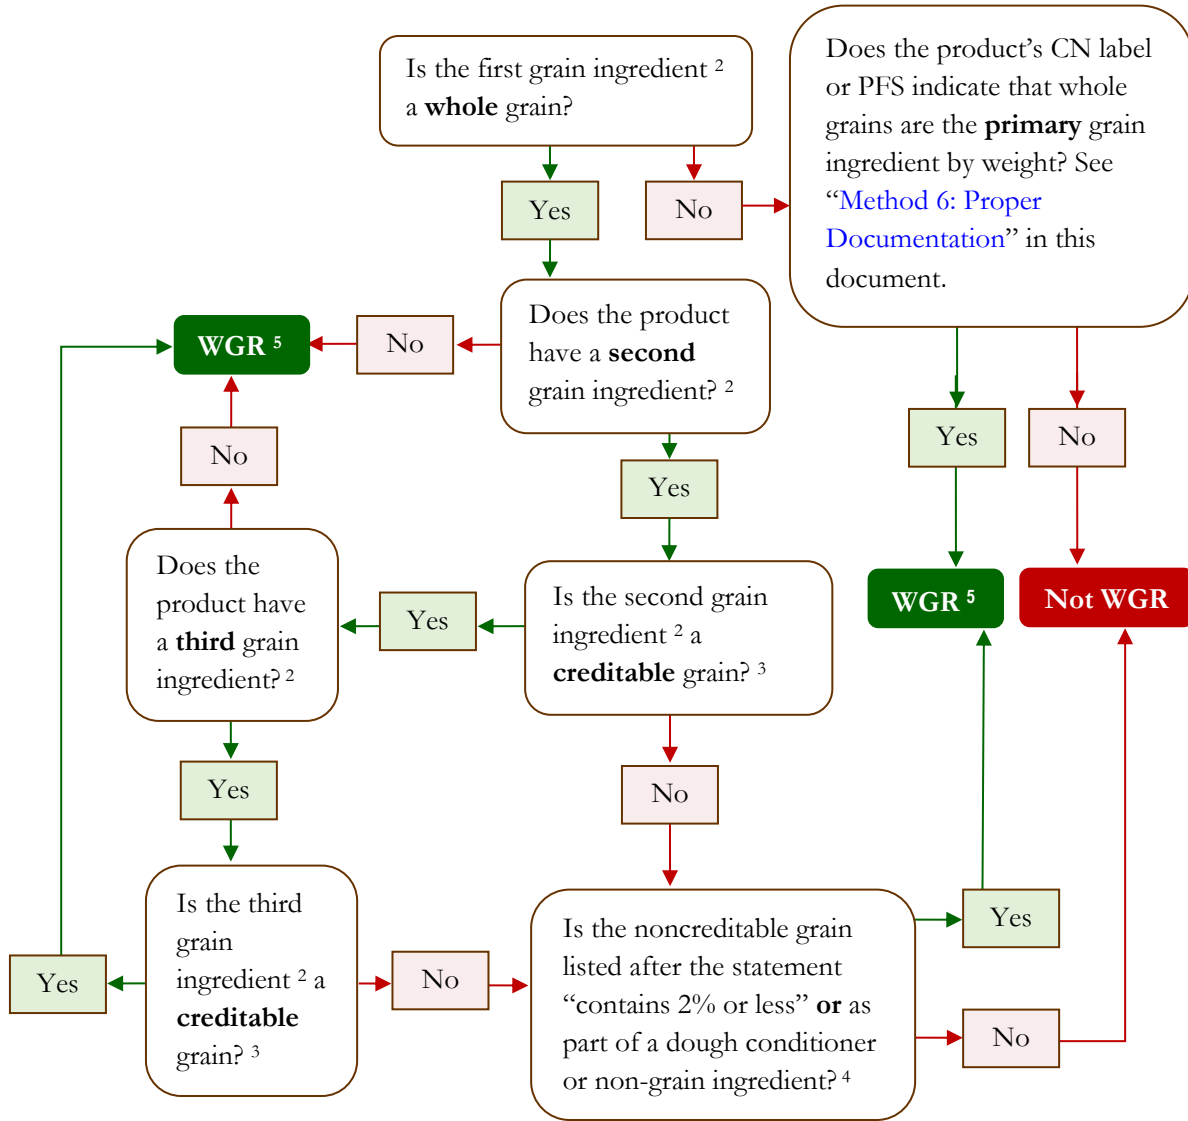 Is the first grain ingredient ²
a whole grain?
Does the product’s CN label
or PFS indicate that whole
grains are the primary grain
ingredient by weight? See
“Method 6: Proper
Documentation” in this
document.
Yes
No
Does the product
have a second
grain ingredient? ²
No
WGR ⁵
No
Yes
Yes
No
Does the
product have
a third grain
ingredient? ²
Yes
Is the second grain
ingredient ² a
creditable grain? ³
WGR ⁵
Not WGR
Yes
No
Is the third
grain
ingredient ² a
creditable
grain? ³
Yes
No
Is the noncreditable grain
listed after the statement
“contains 2% or less” or as
part of a dough conditioner
or non-grain ingredient? ⁴
Yes
No